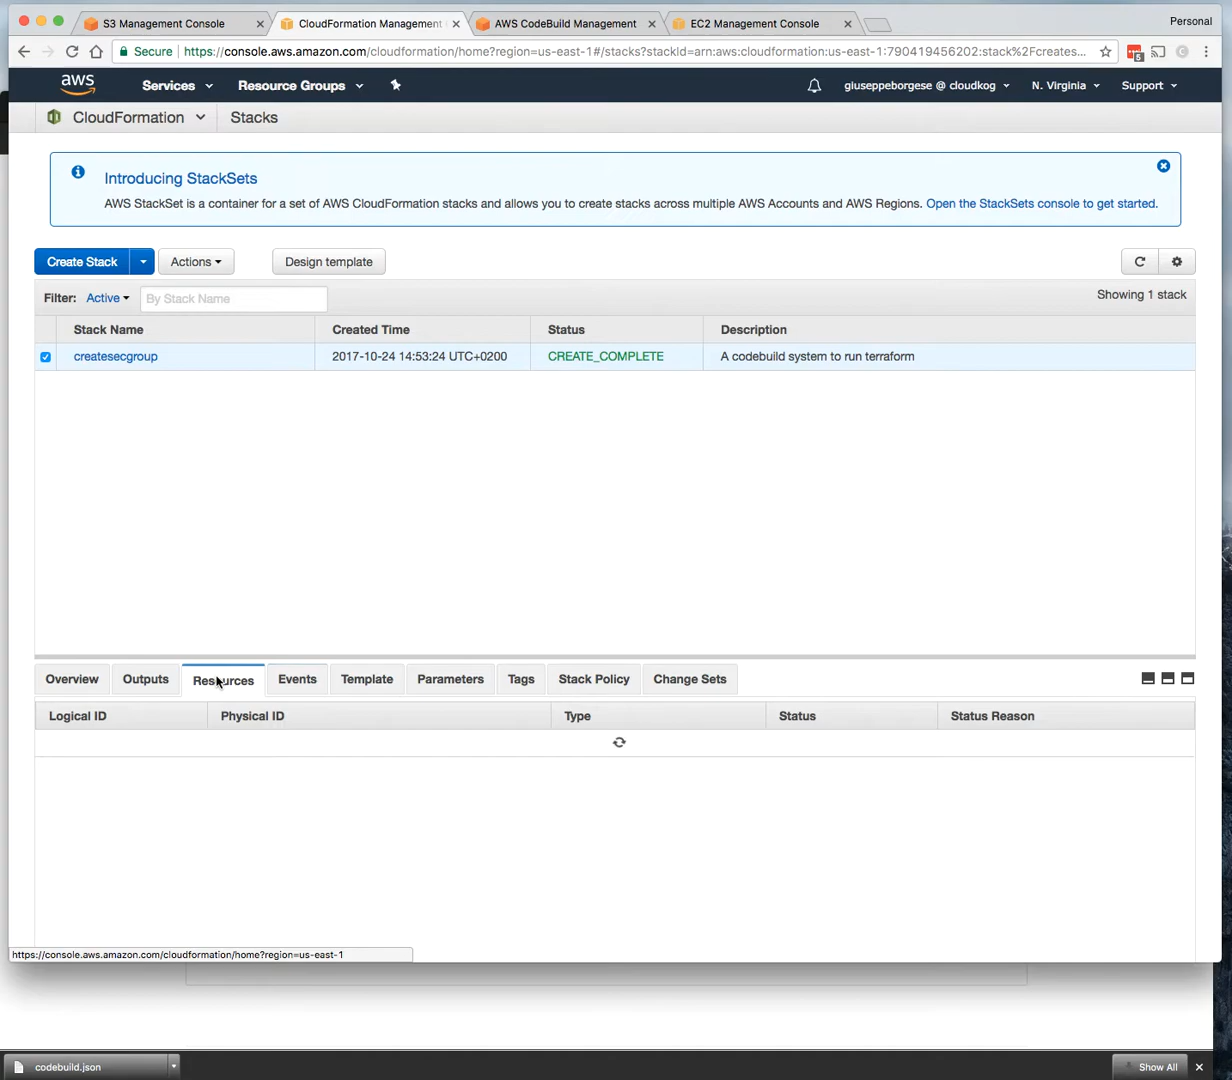 S3 Management Console
CloudFormation Management
AWS CodeBuild Management
EC2 Management Console
Personal
Secure
https://console.aws.amazon.com/cloudformation/home?region=us-east-1#/stacks?stackId=arn:aws:cloudformation:us-east-1:790419456202:stack%2Fcreates...
5
aws
Services
Resource Groups
giuseppeborgese @ cloudkog
N. Virginia
Support
CloudFormation
Stacks
Introducing StackSets
AWS StackSet is a container for a set of AWS CloudFormation stacks and allows you to create stacks across multiple AWS Accounts and AWS Regions. Open the StackSets console to get started.
Create Stack
Actions
Design template
Filter: Active
By Stack Name
Showing 1 stack
Stack Name
Created Time
Status
Description
createsecgroup
2017-10-24 14:53:24 UTC+0200
CREATE_COMPLETE
A codebuild system to run terraform
Overview
Outputs
Resources
Events
Template
Parameters
Tags
Stack Policy
Change Sets
Logical ID
Physical ID
Type
Status
Status Reason
https://console.aws.amazon.com/cloudformation/home?region=us-east-1
codebuild.json
Show All